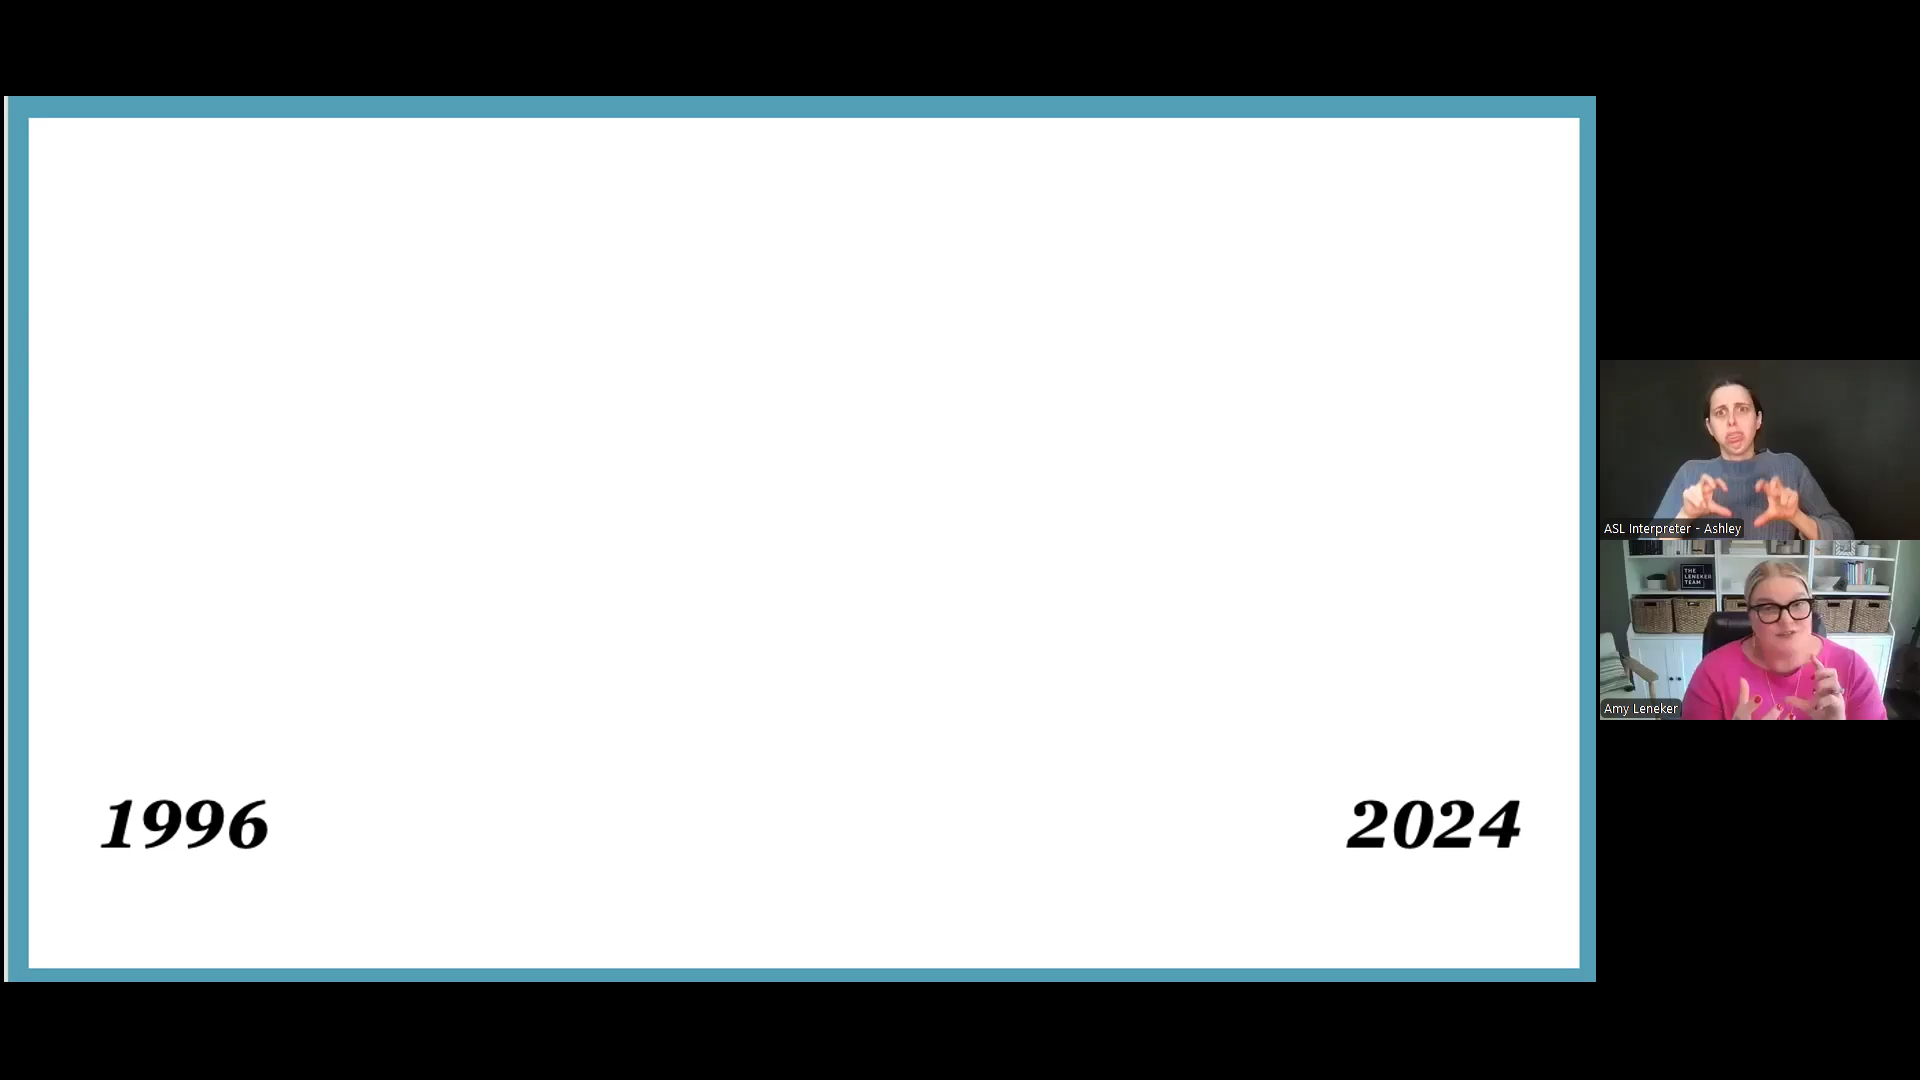 1996
2024
ASL Interpreter - Ashley
THE
LENEKER
TEAM
Amy Leneker